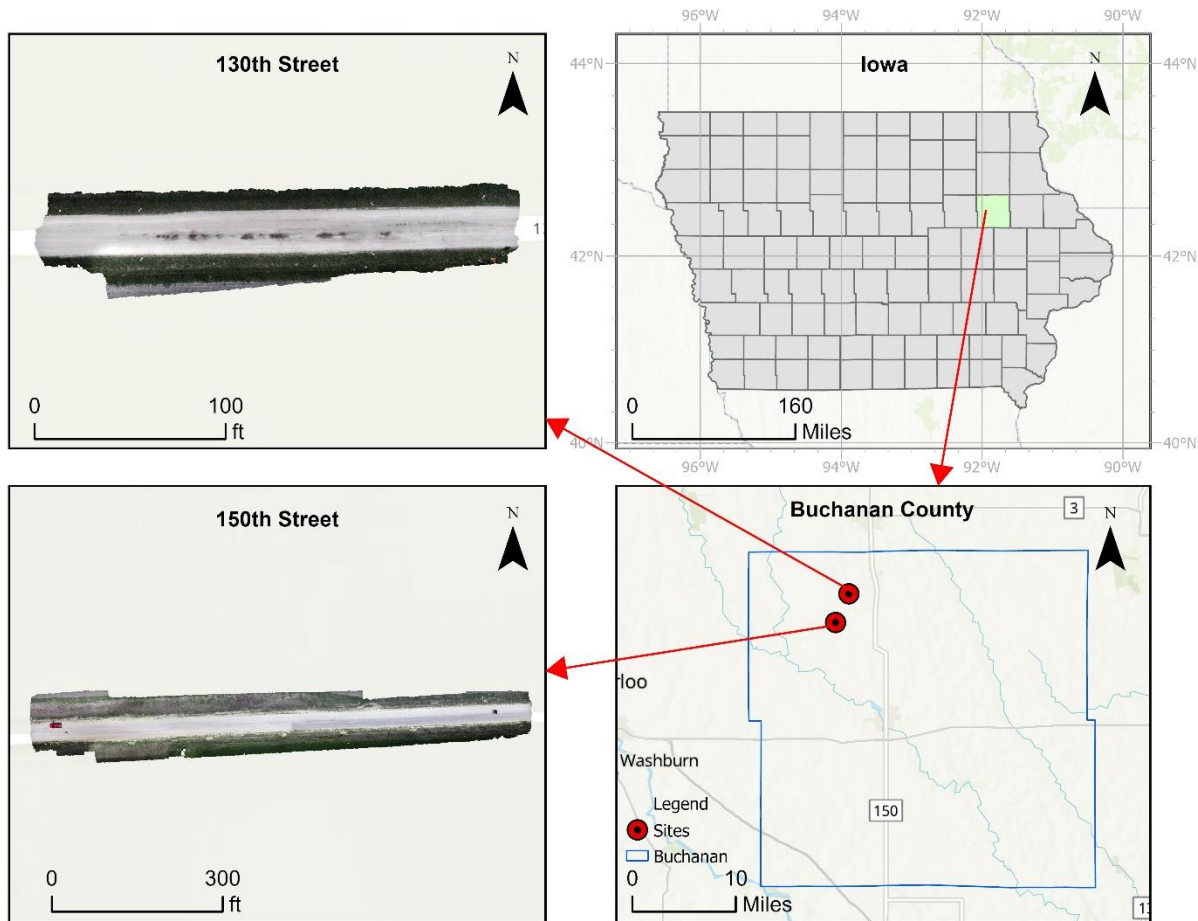 130th Street
N
0 100
ft
96°W 94°W 92°W 90°W
Iowa
N
44°N 44°N
42°N 42°N
40°N 40°N
0 160
Miles
96°W 94°W 92°W 90°W
150th Street
N
0 300
ft
Buchanan County
3
N
rloo
Washburn
150
Legend
Sites
Buchanan
0 10
Miles